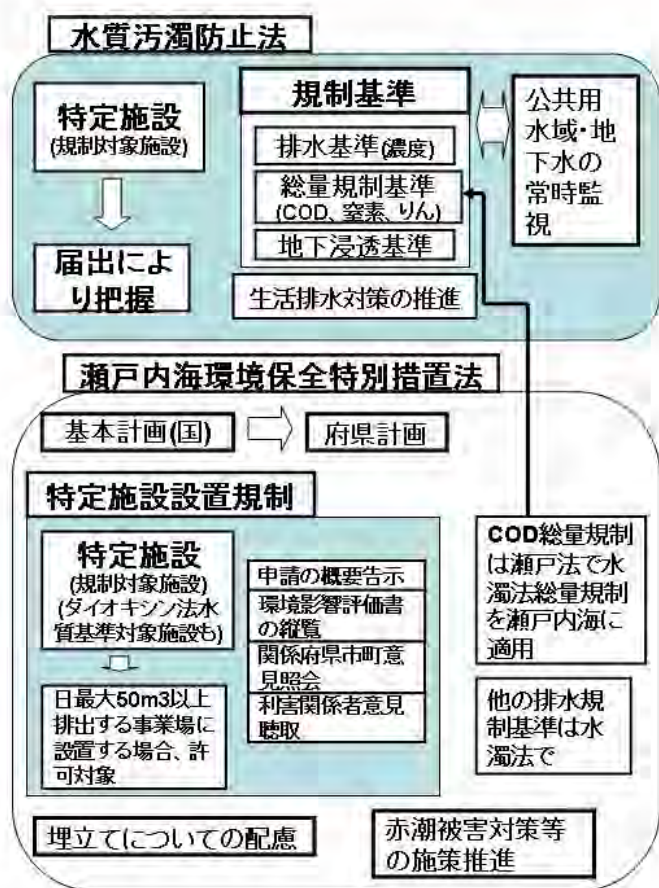 水質汚濁防止法
特定施設
(規制対象施設)
届出によ
り把握
規制基準
排水基準(濃度)
総量規制基準
(COD、窒素、りん)
地下浸透基準
生活排水対策の推進
公共用
水域・地
下水の
常時監
視
瀬戸内海環境保全特別措置法
基本計画(国)
府県計画
特定施設設置規制
特定施設
(規制対象施設)
(ダイオキシン法水
質基準対象施設も)
日最大50m3以上
排出する事業場に
設置する場合、許
可対象
申請の概要告示
環境影響評価書
の縦覧
関係府県市町意
見照会
利害関係者意見
聴取
COD総量規制
は瀬戸法で水
濁法総量規制
を瀬戸内海に
適用
他の排水規
制基準は水
濁法で
埋立てについての配慮
赤潮被害対策等
の施策推進